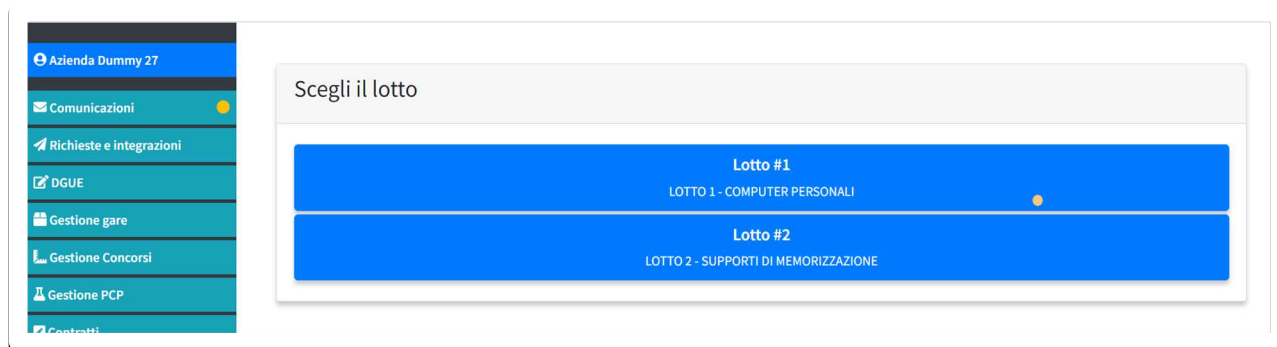 Azienda Dummy 27
Comunicazioni
Richieste e integrazioni
DGUE
Gestione gare
Gestione Concorsi
Gestione PCP
Contratti
Scegli il lotto
Lotto #1
LOTTO 1 - COMPUTER PERSONALI
Lotto #2
LOTTO 2 - SUPPORTI DI MEMORIZZAZIONE